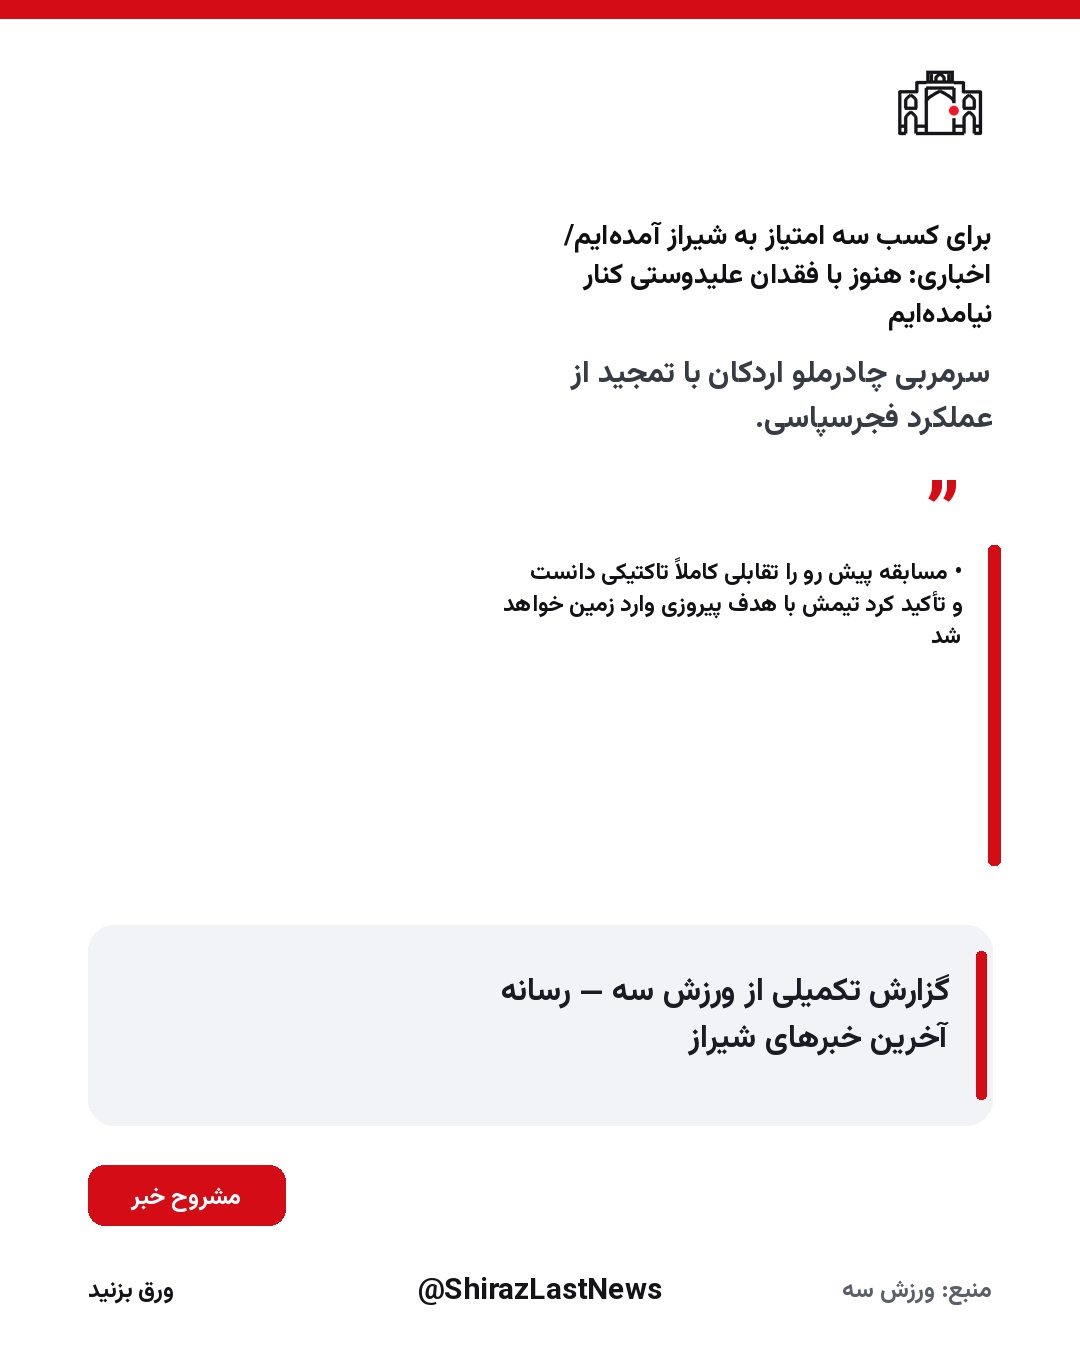 برای کسب سه امتیاز به شیراز آمده‌ایم/
اخباری: هنوز با فقدان علیدوستی کنار
نیامده‌ایم
سرمربی چادرملو اردکان با تمجید از
عملکرد فجرسپاسی.
”
• مسابقه پیش رو را تقابلی کاملاً تاکتیکی دانست
و تأکید کرد تیمش با هدف پیروزی وارد زمین خواهد
شد
گزارش تکمیلی از ورزش سه — رسانه
آخرین خبرهای شیراز
مشروح خبر
منبع: ورزش سه
@ShirazLastNews
ورق بزنید